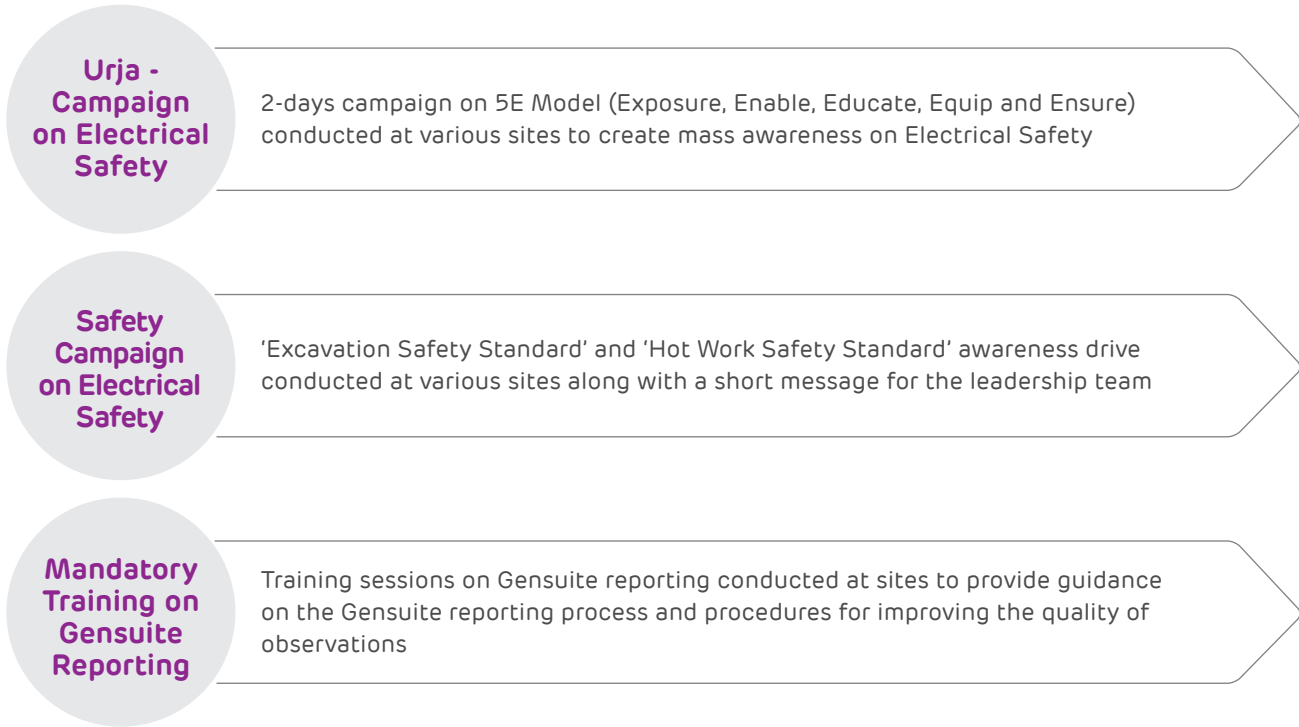 Urja -
Campaign
on Electrical
Safety
2-days campaign on 5E Model (Exposure, Enable, Educate, Equip and Ensure)
conducted at various sites to create mass awareness on Electrical Safety
Safety
Campaign
on Electrical
Safety
‘Excavation Safety Standard’ and ‘Hot Work Safety Standard’ awareness drive
conducted at various sites along with a short message for the leadership team
Mandatory
Training on
Gensuite
Reporting
Training sessions on Gensuite reporting conducted at sites to provide guidance
on the Gensuite reporting process and procedures for improving the quality of
observations